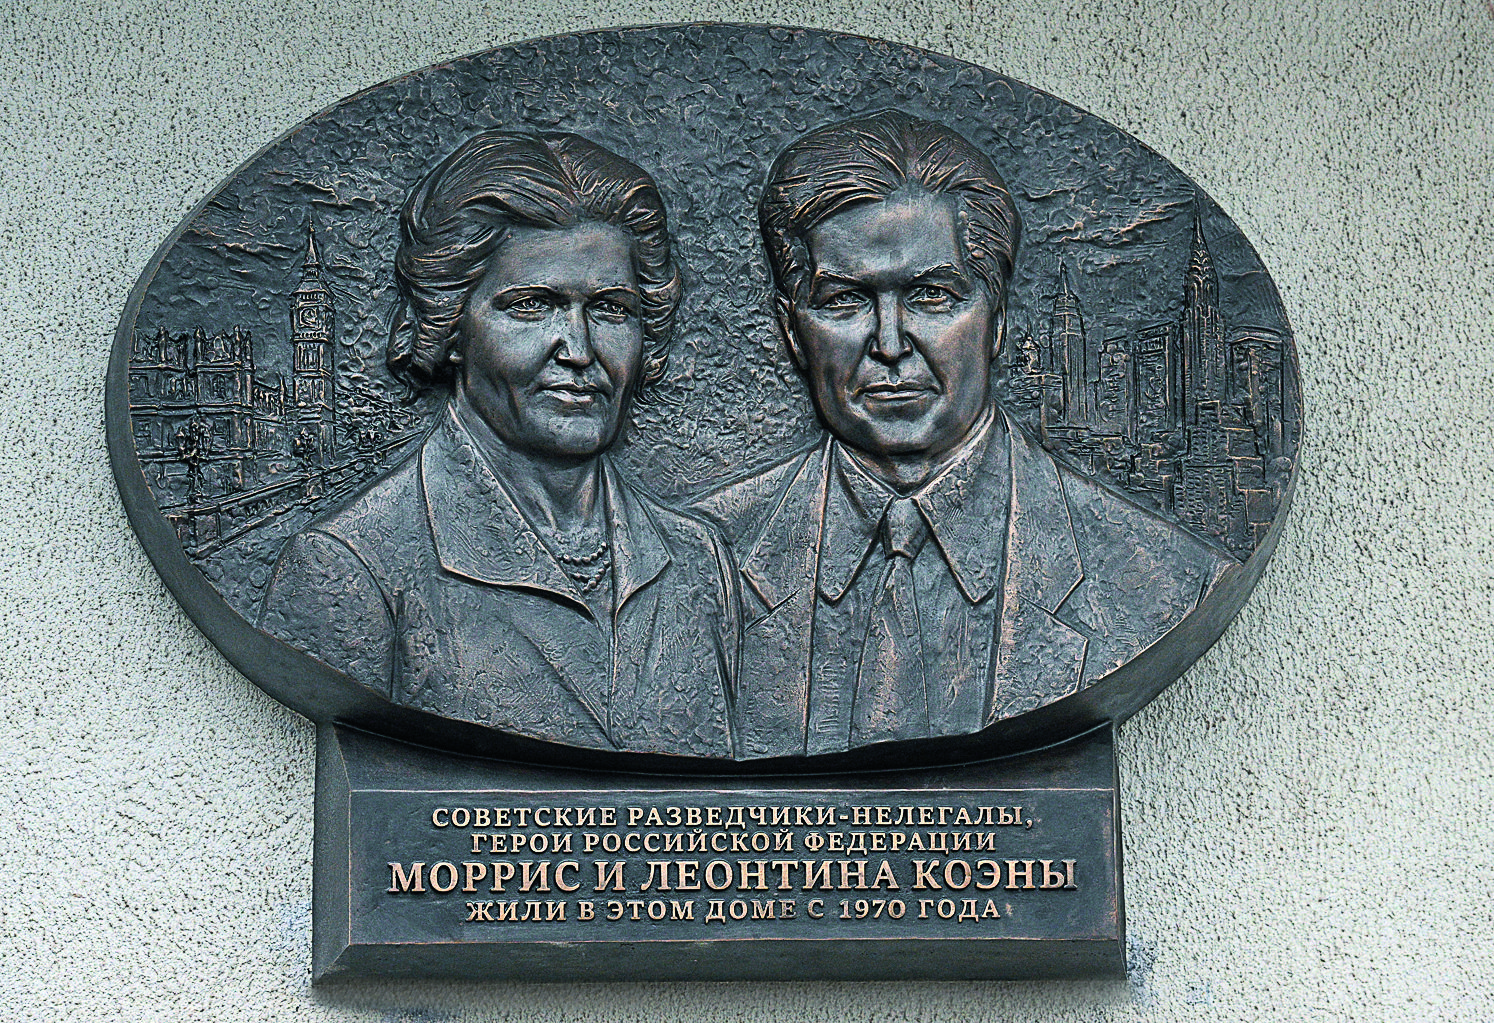 СОВЕТСКИЕ РАЗВЕДЧИКИ-НЕЛЕГАЛЫ,
ГЕРОИ РОССИЙСКОЙ ФЕДЕРАЦИИ
МОРРИС И ЛЕОНТИНА КОЭНЫ
ЖИЛИ В ЭТОМ ДОМЕ С 1970 ГОДА